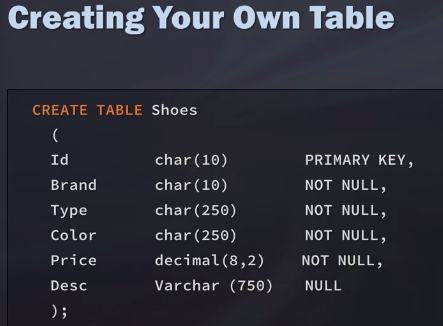 Creating Your Own Table
CREATE TABLE Shoes
(
Id char(10) PRIMARY KEY,
Brand char(10) NOT NULL,
Type char(250) NOT NULL,
Color char(250) NOT NULL,
Price decimal(8,2) NOT NULL,
Desc Varchar (750) NULL
);